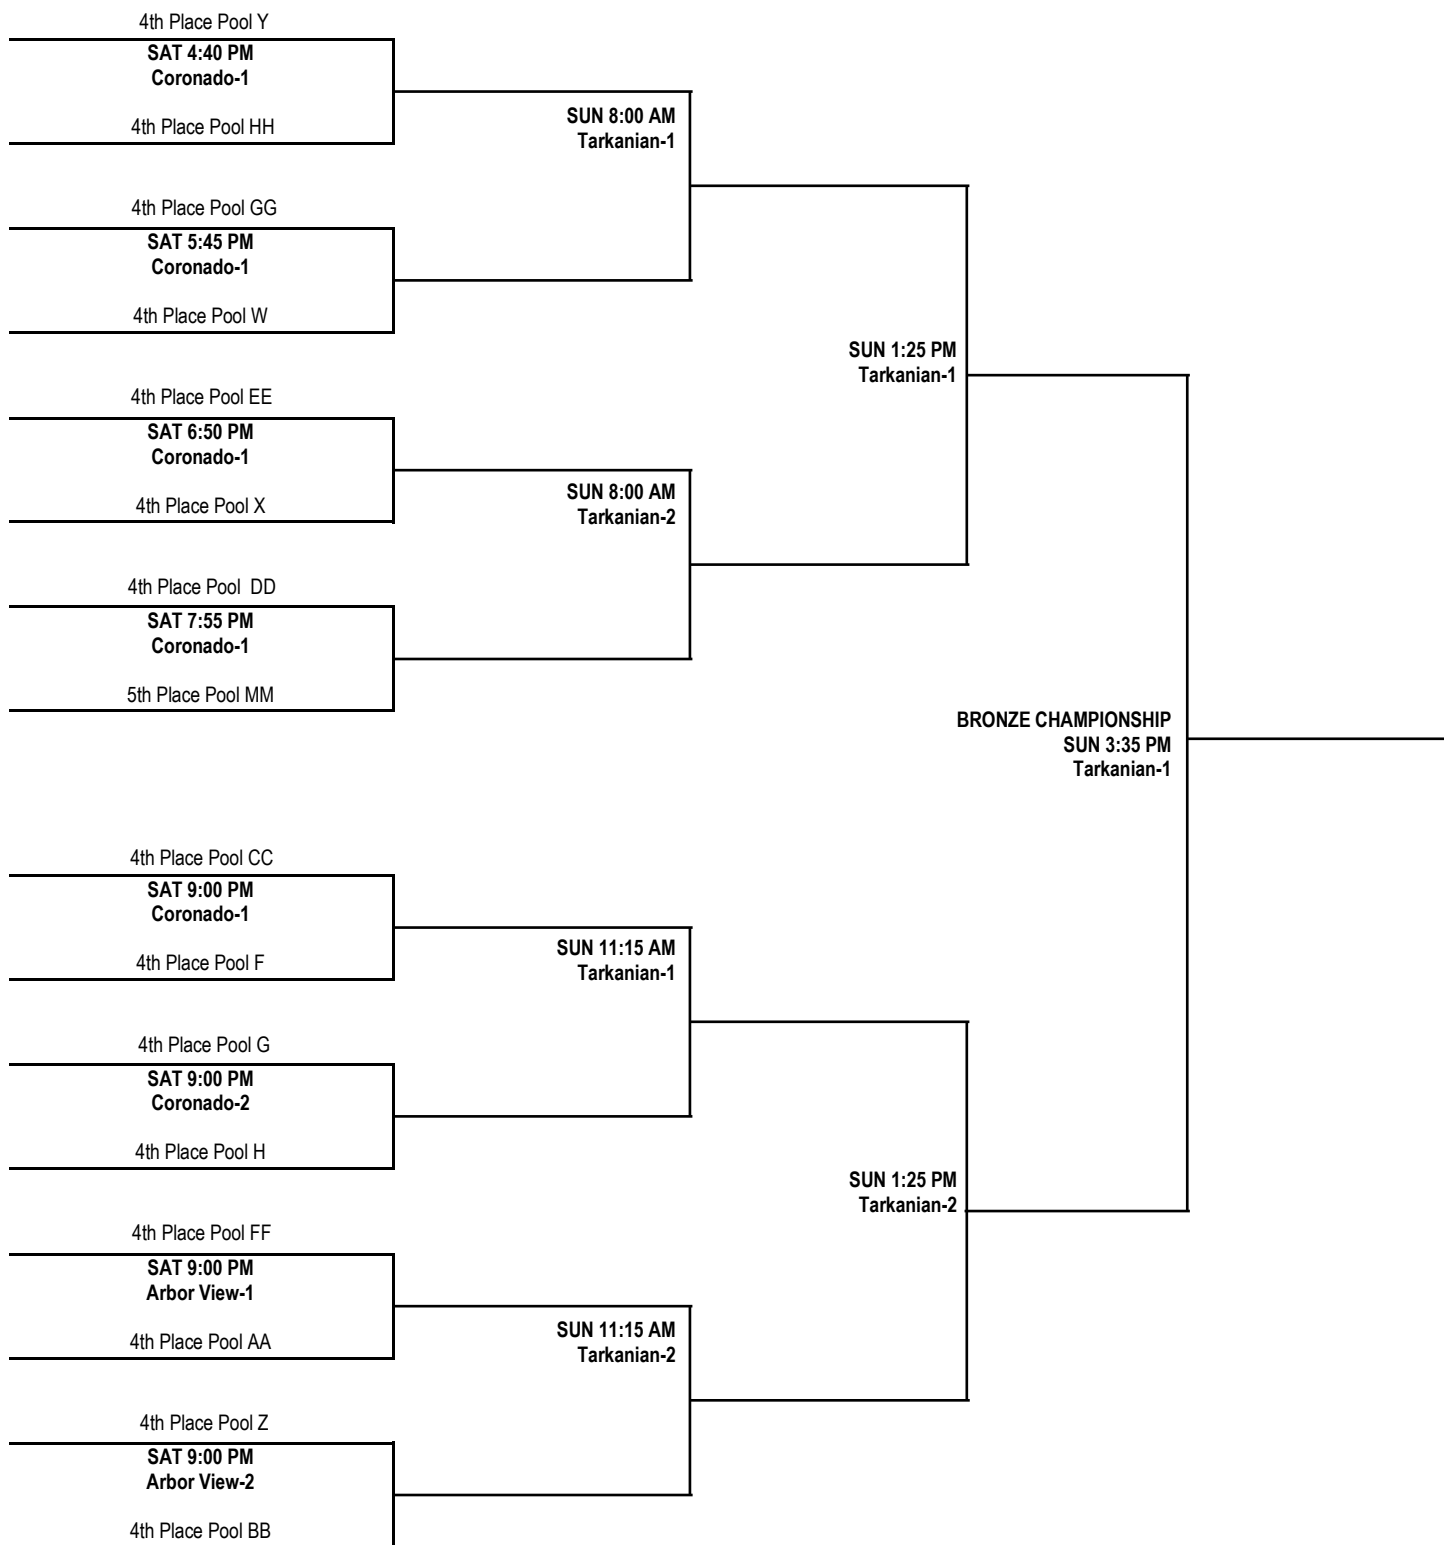 4th Place Pool Y
SAT 4:40 PM
Coronado-1
4th Place Pool HH
SUN 8:00 AM
Tarkanian-1
4th Place Pool GG
SAT 5:45 PM
Coronado-1
4th Place Pool W
SUN 1:25 PM
Tarkanian-1
4th Place Pool EE
SAT 6:50 PM
Coronado-1
4th Place Pool X
SUN 8:00 AM
Tarkanian-2
4th Place Pool  DD
SAT 7:55 PM
Coronado-1
5th Place Pool MM
BRONZE CHAMPIONSHIP
SUN 3:35 PM
Tarkanian-1
4th Place Pool CC
SAT 9:00 PM
Coronado-1
4th Place Pool F
SUN 11:15 AM
Tarkanian-1
4th Place Pool G
SAT 9:00 PM
Coronado-2
4th Place Pool H
SUN 1:25 PM
Tarkanian-2
4th Place Pool FF
SAT 9:00 PM
Arbor View-1
4th Place Pool AA
SUN 11:15 AM
Tarkanian-2
4th Place Pool Z
SAT 9:00 PM
Arbor View-2
4th Place Pool BB